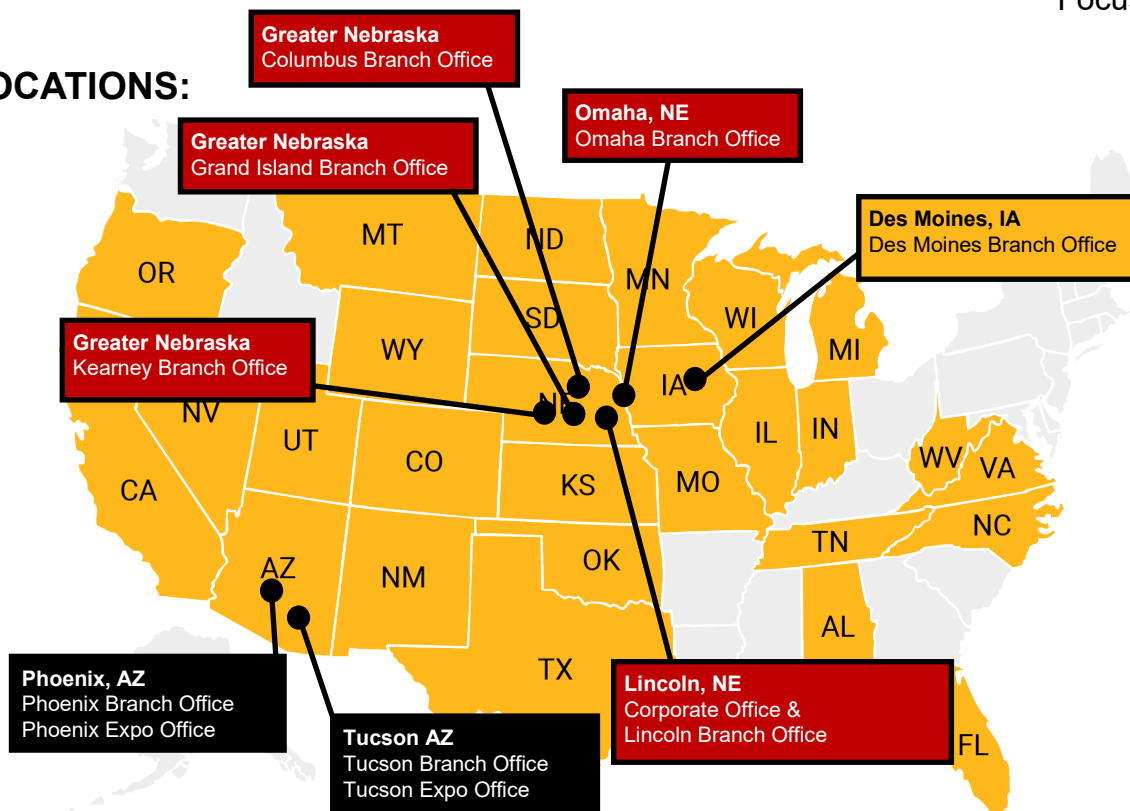 Focus
OCATIONS:
Greater Nebraska
Columbus Branch Office
Greater Nebraska
Grand Island Branch Office
Omaha, NE
Omaha Branch Office
Des Moines, IA
Des Moines Branch Office
Greater Nebraska
Kearney Branch Office
MT
ND
MN
OR
SD
WI
MI
WY
IA
NE
NV
UT
CO
IL
IN
CA
KS
MO
WV
VA
AZ
NM
OK
TN
NC
TX
AL
FL
Phoenix, AZ
Phoenix Branch Office
Phoenix Expo Office
Tucson AZ
Tucson Branch Office
Tucson Expo Office
Lincoln, NE
Corporate Office &
Lincoln Branch Office